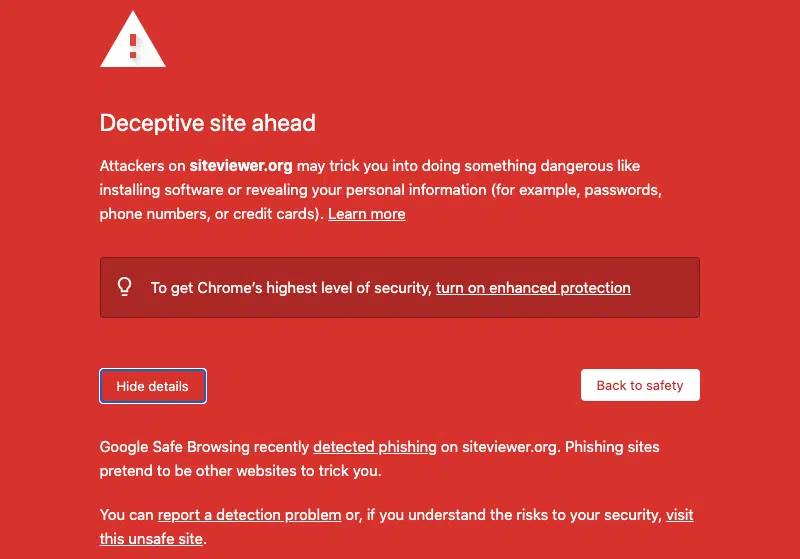 Deceptive site ahead
Attackers on siteviewer.org may trick you into doing something dangerous like
installing software or revealing your personal information (for example, passwords,
phone numbers, or credit cards). Learn more
To get Chrome’s highest level of security, turn on enhanced protection
Hide details
Back to safety
Google Safe Browsing recently detected phishing on siteviewer.org. Phishing sites
pretend to be other websites to trick you.
You can report a detection problem or, if you understand the risks to your security, visit
this unsafe site.